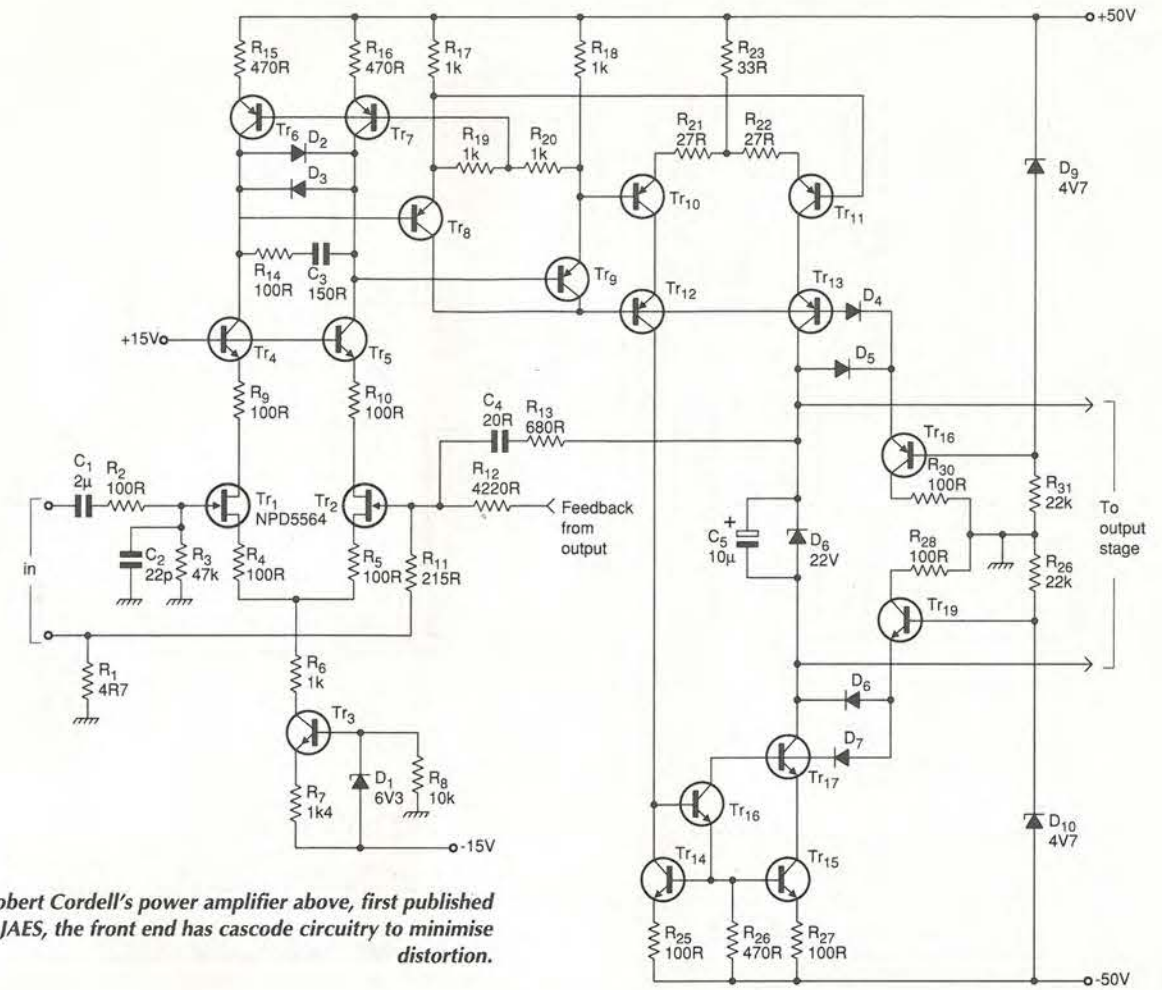 +50V
R15
470R
R16
470R
R17
1k
R18
1k
R23
33R
Tr6
Tr7
D2
D3
R19
1k
R20
1k
R21
27R
R22
27R
D9
4V7
Tr8
Tr10
Tr11
R14
100R
C3
150R
Tr9
Tr12
Tr13
D4
+15V
Tr4
Tr5
D5
R9
100R
R10
100R
C4
20R
R13
680R
Tr16
R30
100R
R31
22k
To
output
stage
C1
2µ
R2
100R
Tr1
NPD5564
Tr2
R12
4220R
Feedback
from
output
C5
+
10µ
D6
22V
R28
100R
R26
22k
in
C2
22p
R3
47k
R4
100R
R5
100R
R11
215R
Tr19
R1
4R7
R6
1k
D6
D7
Tr3
Tr17
R7
1k4
D1
6V3
R8
10k
-15V
Tr16
D10
4V7
Tr14
Tr15
R25
100R
R26
470R
R27
100R
-50V
obert Cordell's power amplifier above, first published
JAES, the front end has cascode circuitry to minimise
distortion.